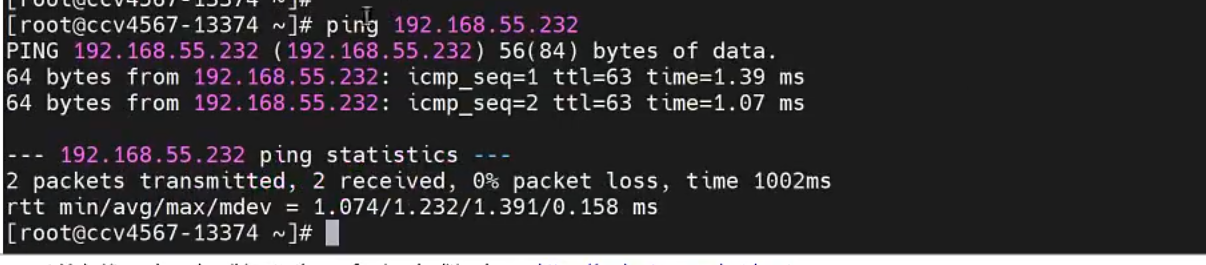 [root@ccv4567-13374 ~]#
[root@ccv4567-13374 ~]# ping 192.168.55.232
PING 192.168.55.232 (192.168.55.232) 56(84) bytes of data.
64 bytes from 192.168.55.232: icmp_seq=1 ttl=63 time=1.39 ms
64 bytes from 192.168.55.232: icmp_seq=2 ttl=63 time=1.07 ms
--- 192.168.55.232 ping statistics ---
2 packets transmitted, 2 received, 0% packet loss, time 1002ms
rtt min/avg/max/mdev = 1.074/1.232/1.391/0.158 ms
[root@ccv4567-13374 ~]#